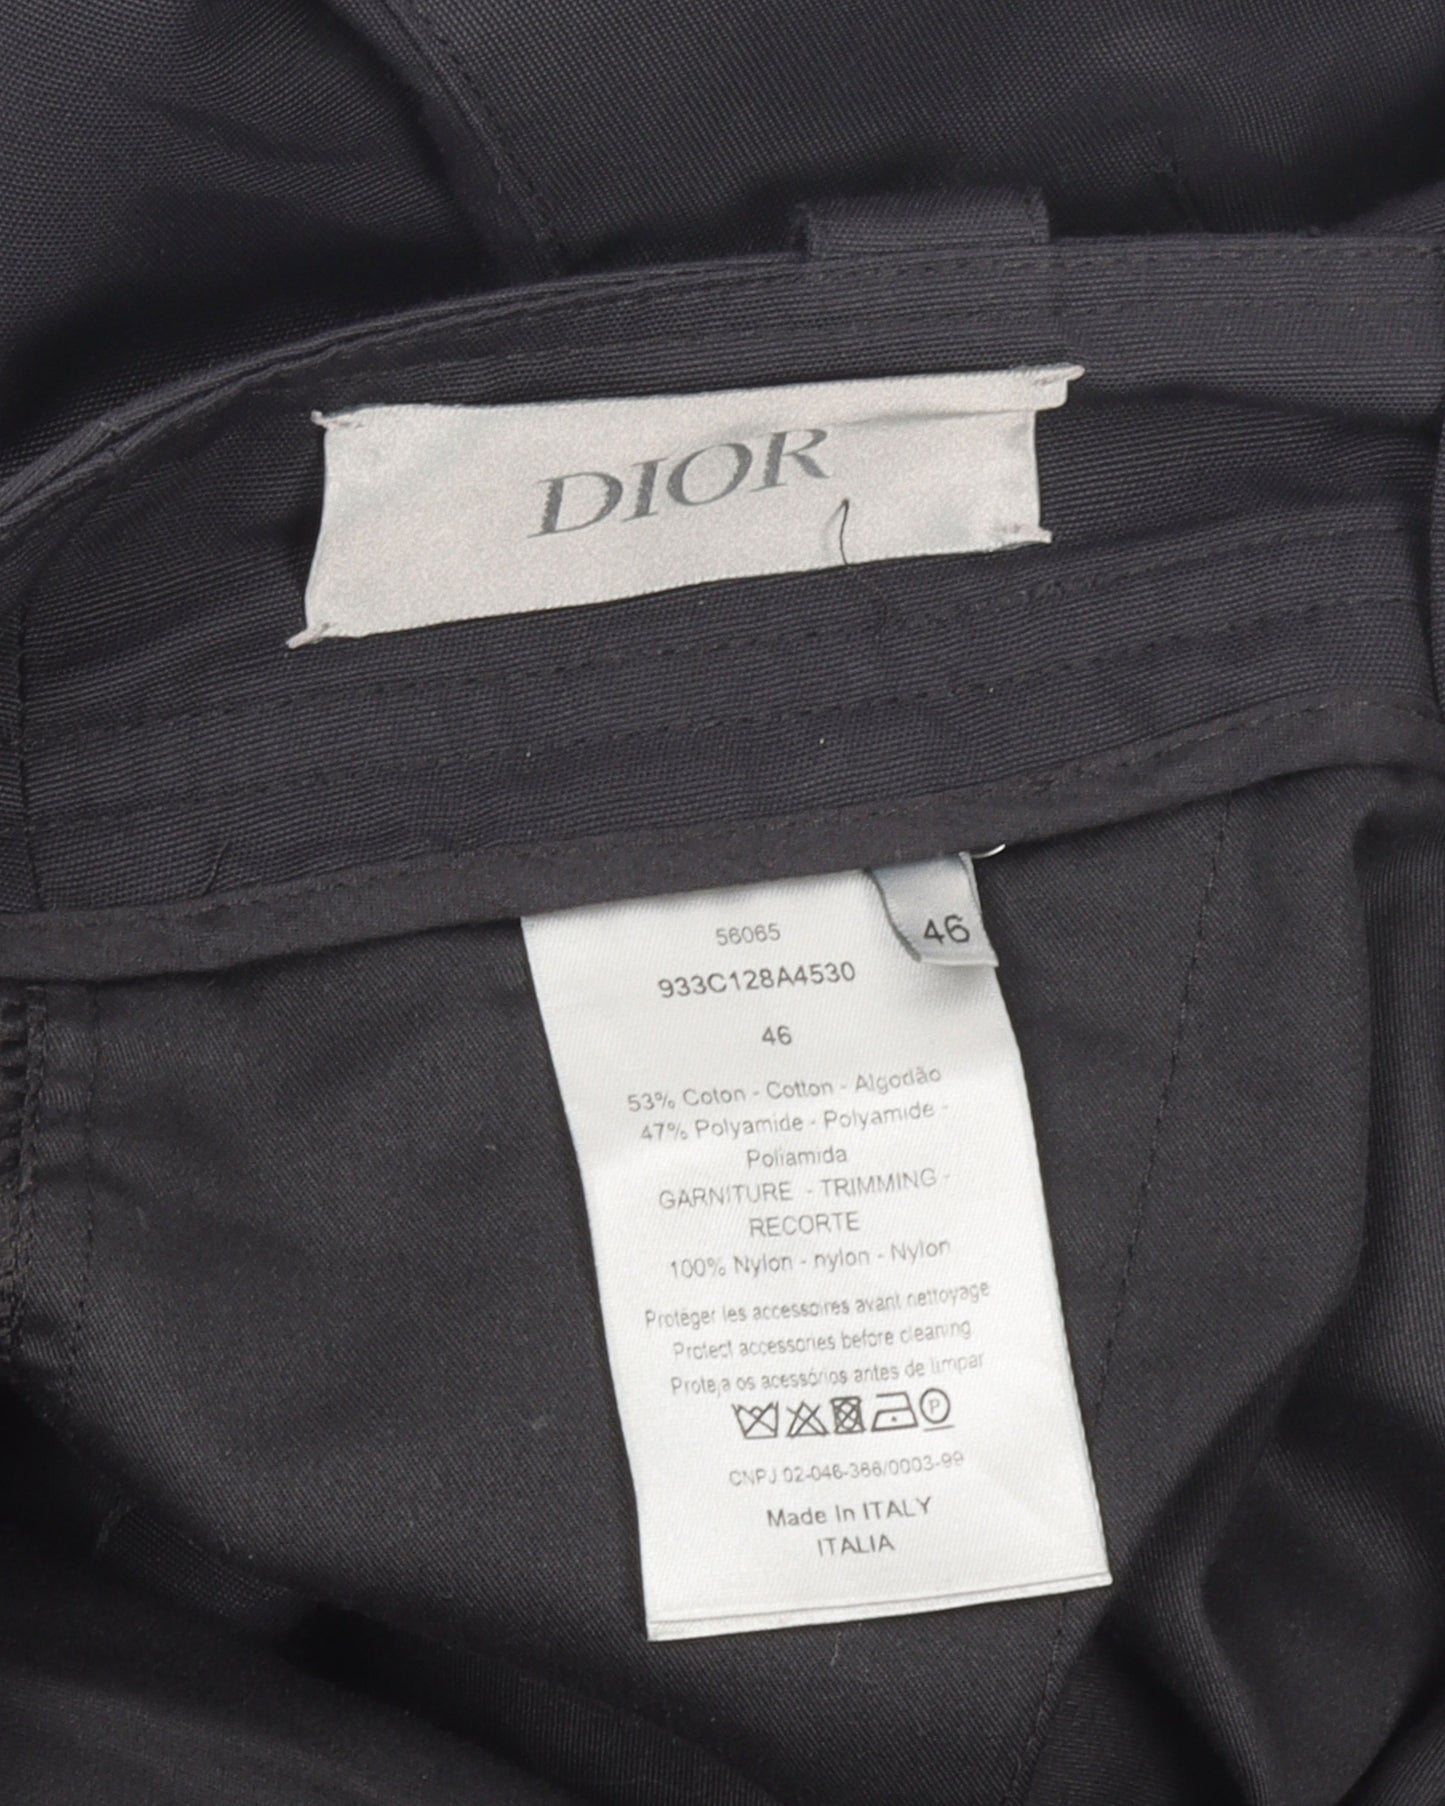 DIOR
46
56065
933C128A4530
46
53% Coton - Cotton - Algodão
47% Polyamide - Polyamide -
Poliamida
GARNITURE - TRIMMING -
RECORTE
100% Nylon - nylon - Nylon
Protéger les accessoires avant nettoyage
Protect accessories before cleaning
Proteja os acessórios antes de limpar
P
CNPJ 02-046-366/0003-99
Made In ITALY
ITALIA